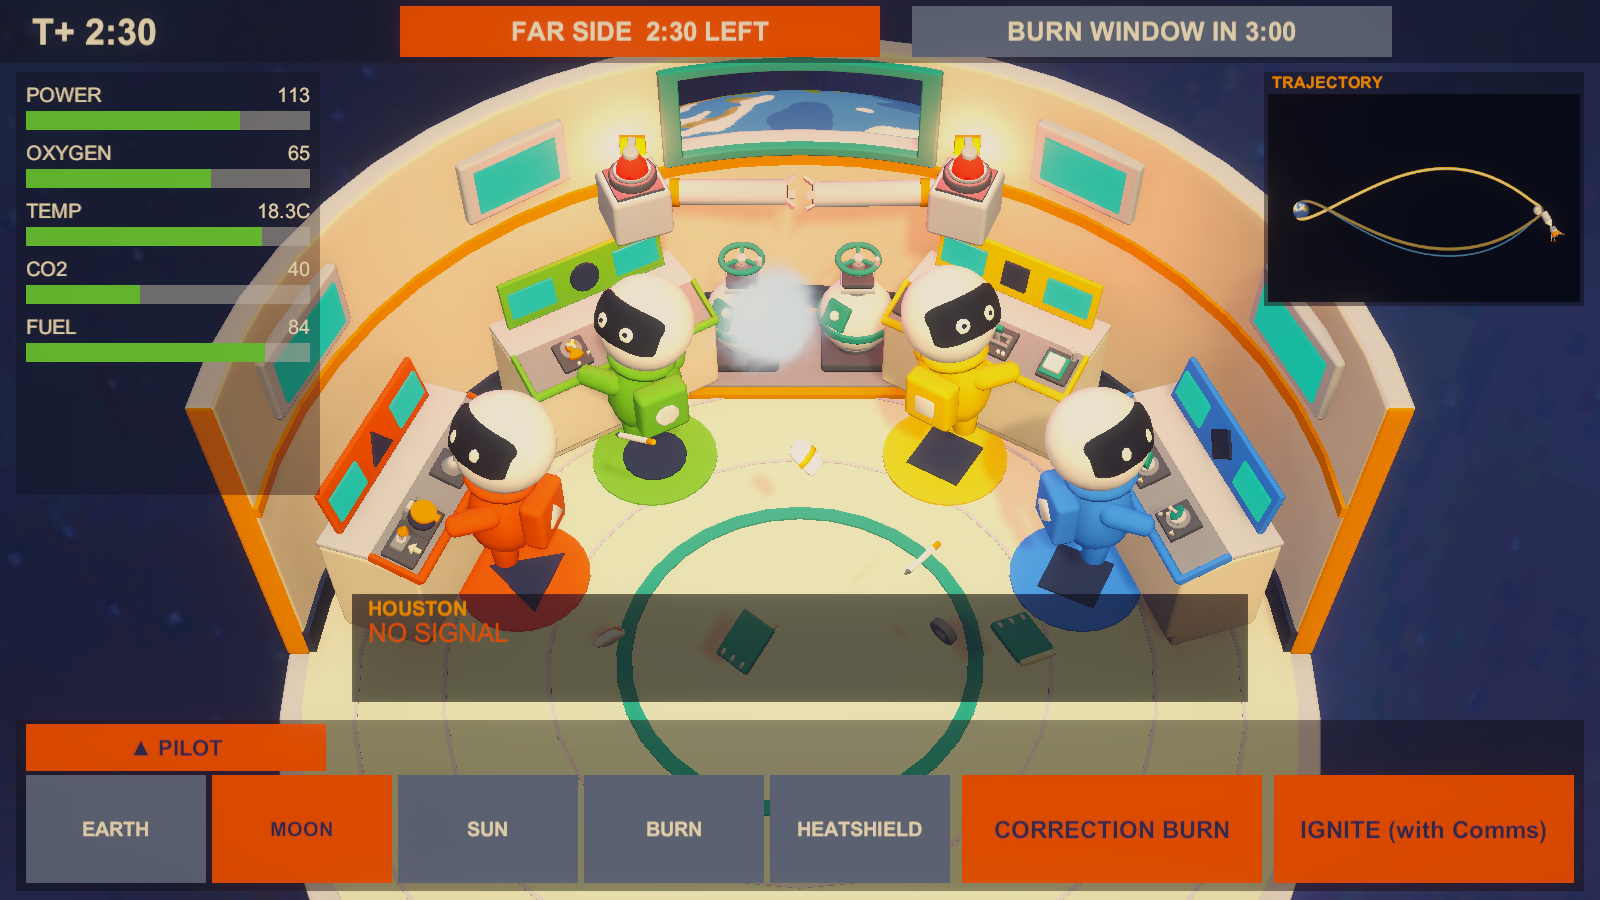 T+ 2:30
FAR SIDE 2:30 LEFT
BURN WINDOW IN 3:00
POWER 113
OXYGEN 65
TEMP 18.3C
CO2 40
FUEL 84
TRAJECTORY
HOUSTON
NO SIGNAL
▲ PILOT
EARTH
MOON
SUN
BURN
HEATSHIELD
CORRECTION BURN
IGNITE (with Comms)